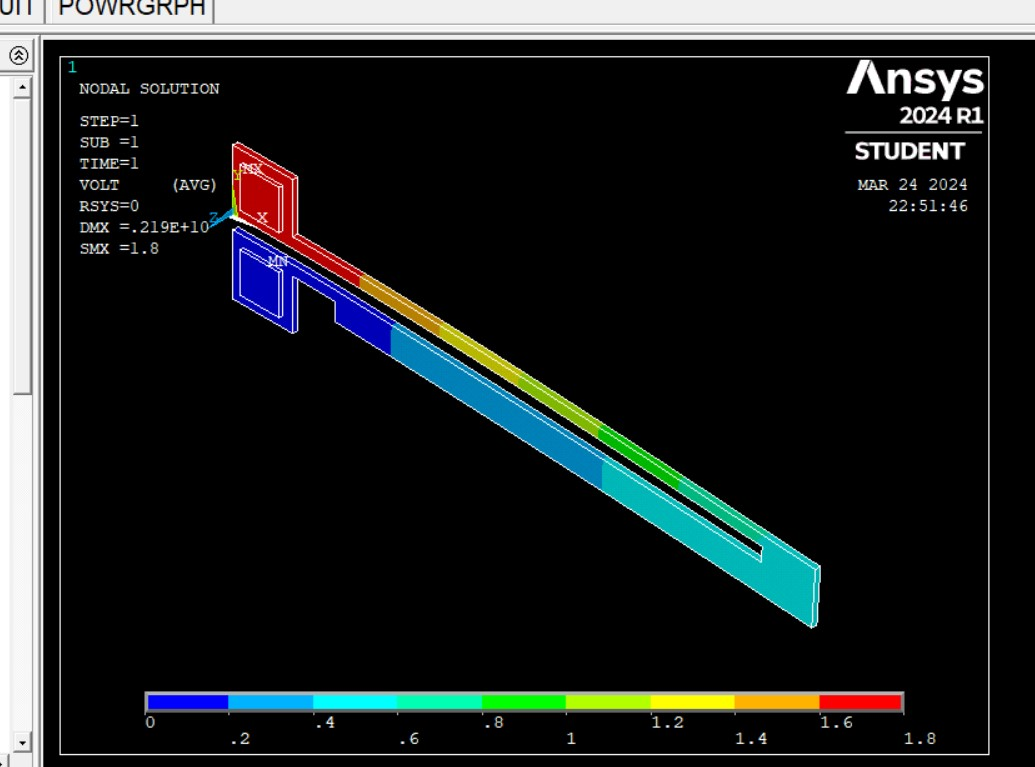 UIT POWRGRPH
1
NODAL SOLUTION
STEP=1
SUB =1
TIME=1
VOLT (AVG)
RSYS=0
DMX =.219E+10
SMX =1.8
Ansys
2024 R1
STUDENT
MAR 24 2024
22:51:46
MX
Y
Z
X
MN
0 .4 .8 1.2 1.6
.2 .6 1 1.4 1.8